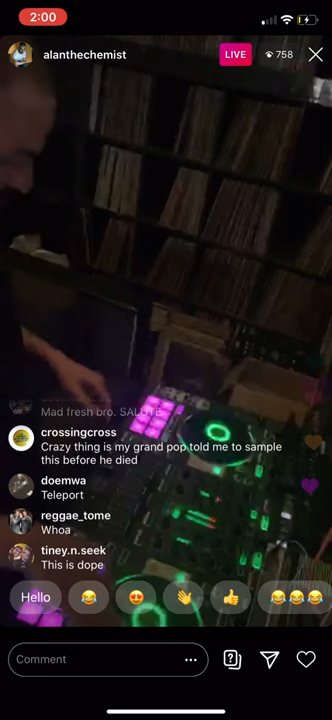 2:00
alanthechemist
LIVE
758
Mad fresh bro. SALUTE
crossingcross
Crazy thing is my grand pop told me to sample
this before he died
doemwa
Teleport
reggae_tome
Whoa
tiney.n.seek
This is dope
Hello
Comment